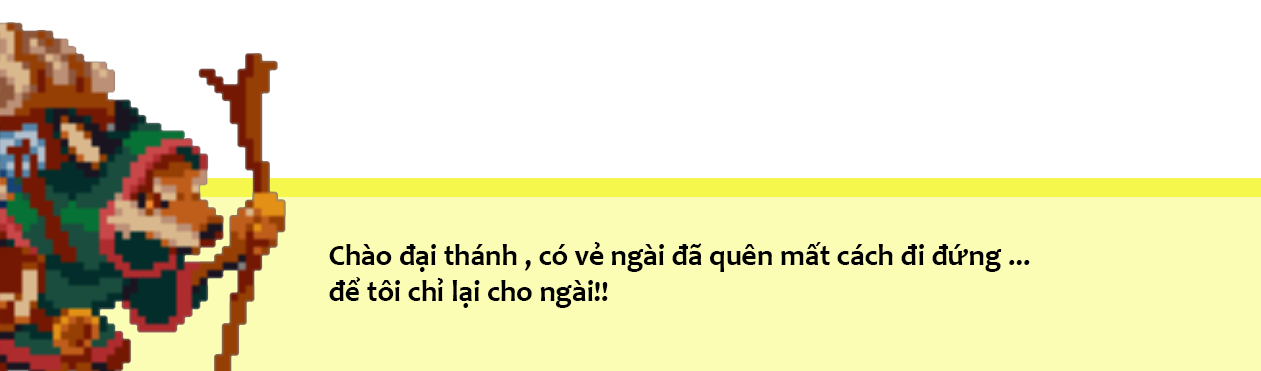 Chào đại thánh , có vẻ ngài đã quên mất cách đi đứng ...
để tôi chỉ lại cho ngài!!